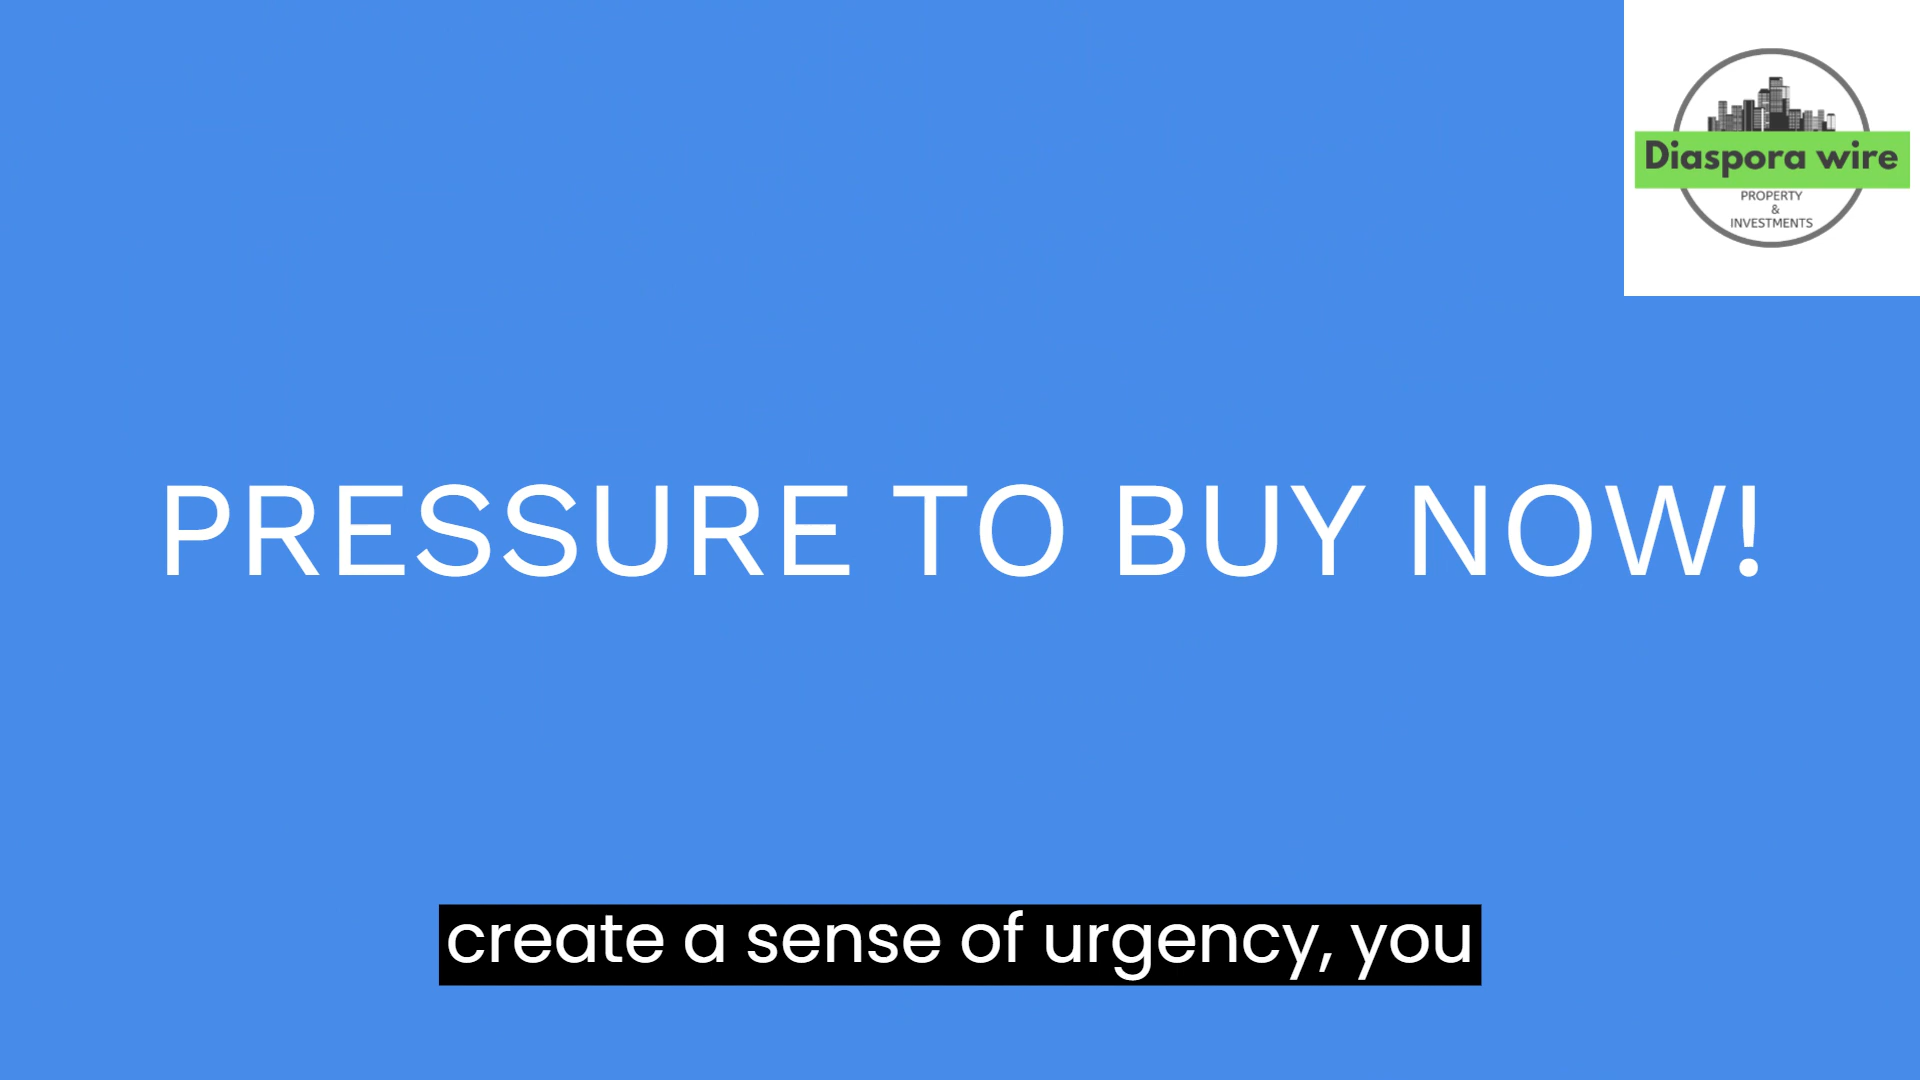 Diaspora wire
PROPERTY
&
INVESTMENTS
PRESSURE TO BUY NOW!
create a sense of urgency, you